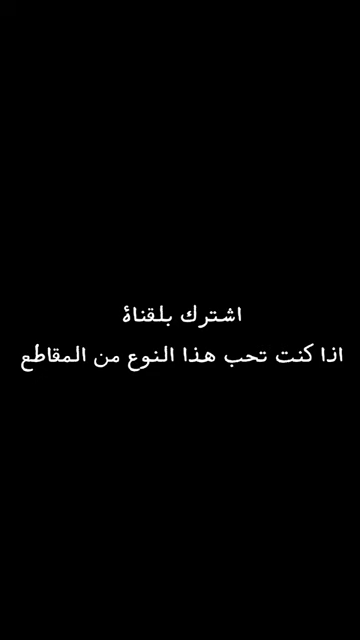 اشترك بلقناة
اذا كنت تحب هذا النوع من المقاطع